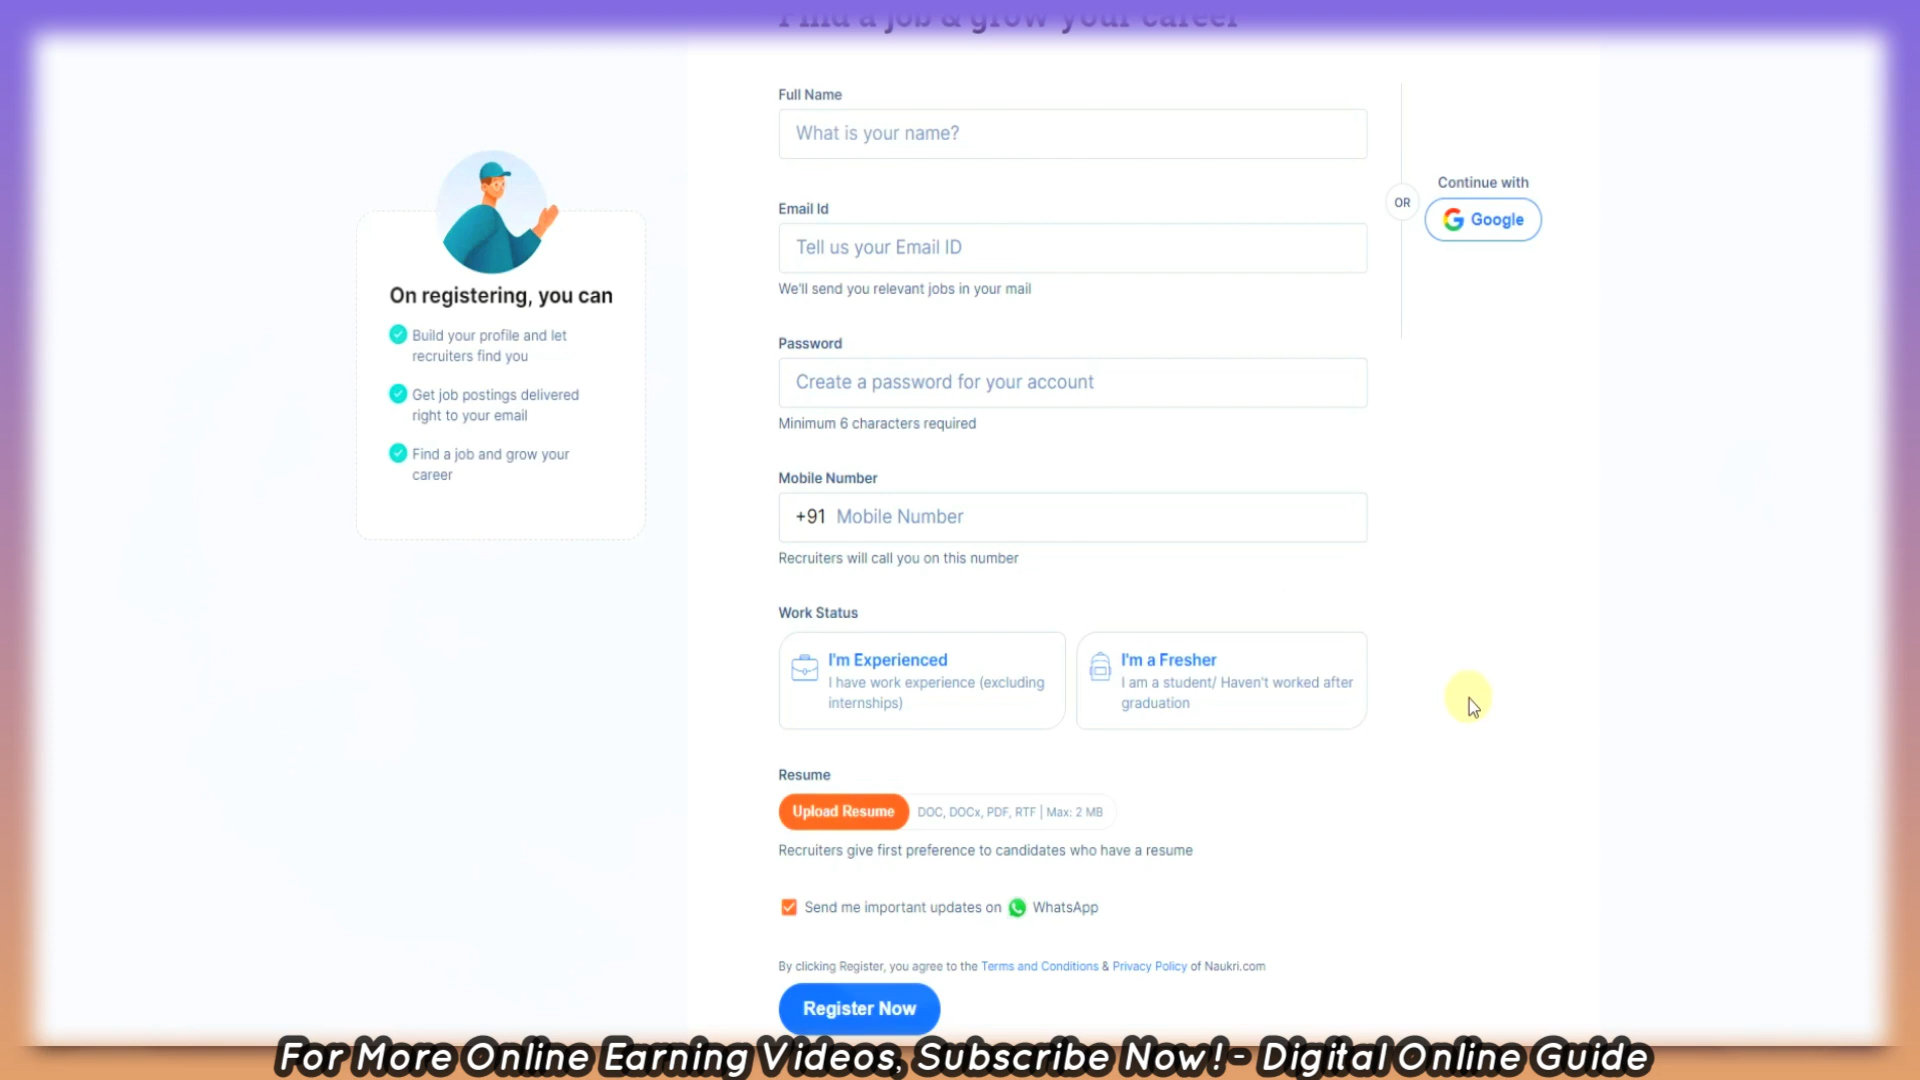 Find a job & grow your career
Full Name
What is your name?
Continue with
OR
Google
Email Id
Tell us your Email ID
We'll send you relevant jobs in your mail
On registering, you can
Build your profile and let
recruiters find you
Get job postings delivered
right to your email
Find a job and grow your
career
Password
Create a password for your account
Minimum 6 characters required
Mobile Number
+91 Mobile Number
Recruiters will call you on this number
Work Status
I'm Experienced
I have work experience (excluding
internships)
I'm a Fresher
I am a student/ Haven't worked after
graduation
Resume
Upload Resume DOC, DOCx, PDF, RTF | Max: 2 MB
Recruiters give first preference to candidates who have a resume
Send me important updates on WhatsApp
By clicking Register, you agree to the Terms and Conditions & Privacy Policy of Naukri.com
Register Now
For More Online Earning Videos, Subscribe Now! - Digital Online Guide